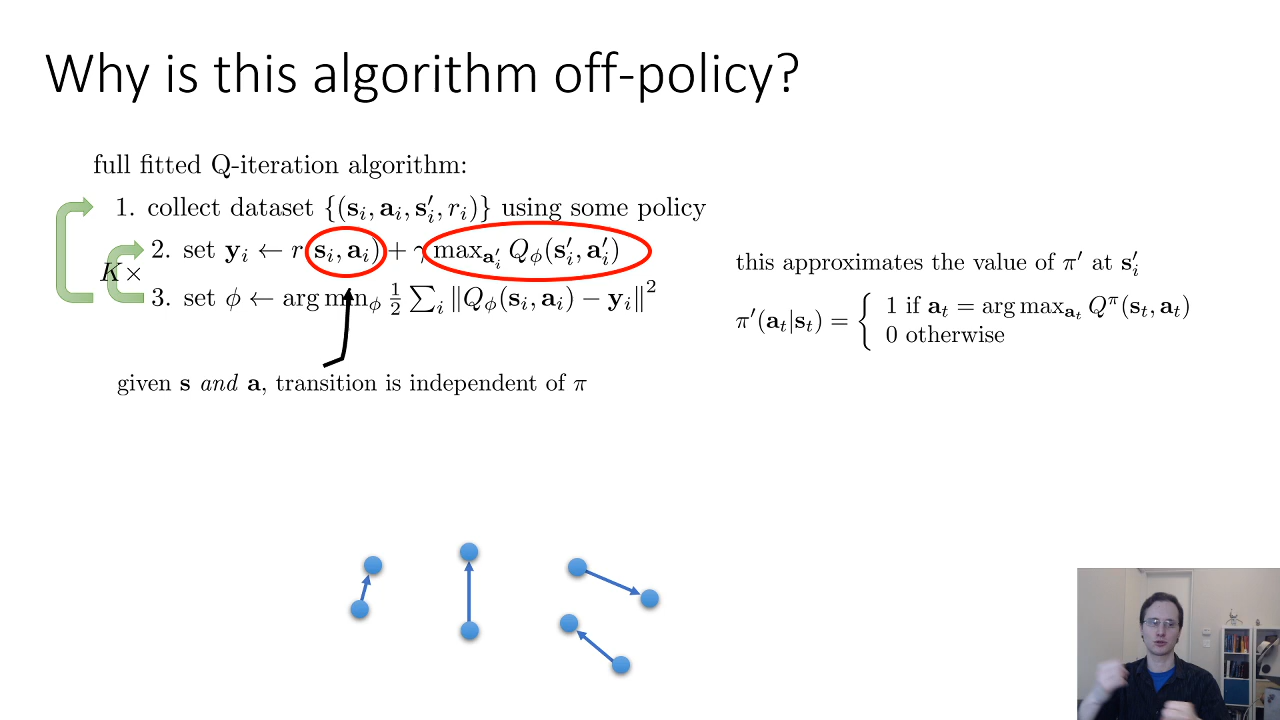 Why is this algorithm off-policy?
full fitted Q-iteration algorithm:
1. collect dataset {(s_i, a_i, s′_i, r_i)} using some policy
2. set y_i ← r(s_i, a_i) + γ max_{a′_i} Q_ϕ(s′_i, a′_i)
K×
3. set ϕ ← arg min_ϕ 1/2 ∑_i ‖Q_ϕ(s_i, a_i) − y_i‖²
given s and a, transition is independent of π
this approximates the value of π′ at s′_i
π′(a_t|s_t) = { 1 if a_t = arg max_{a_t} Q^π(s_t, a_t)
0 otherwise